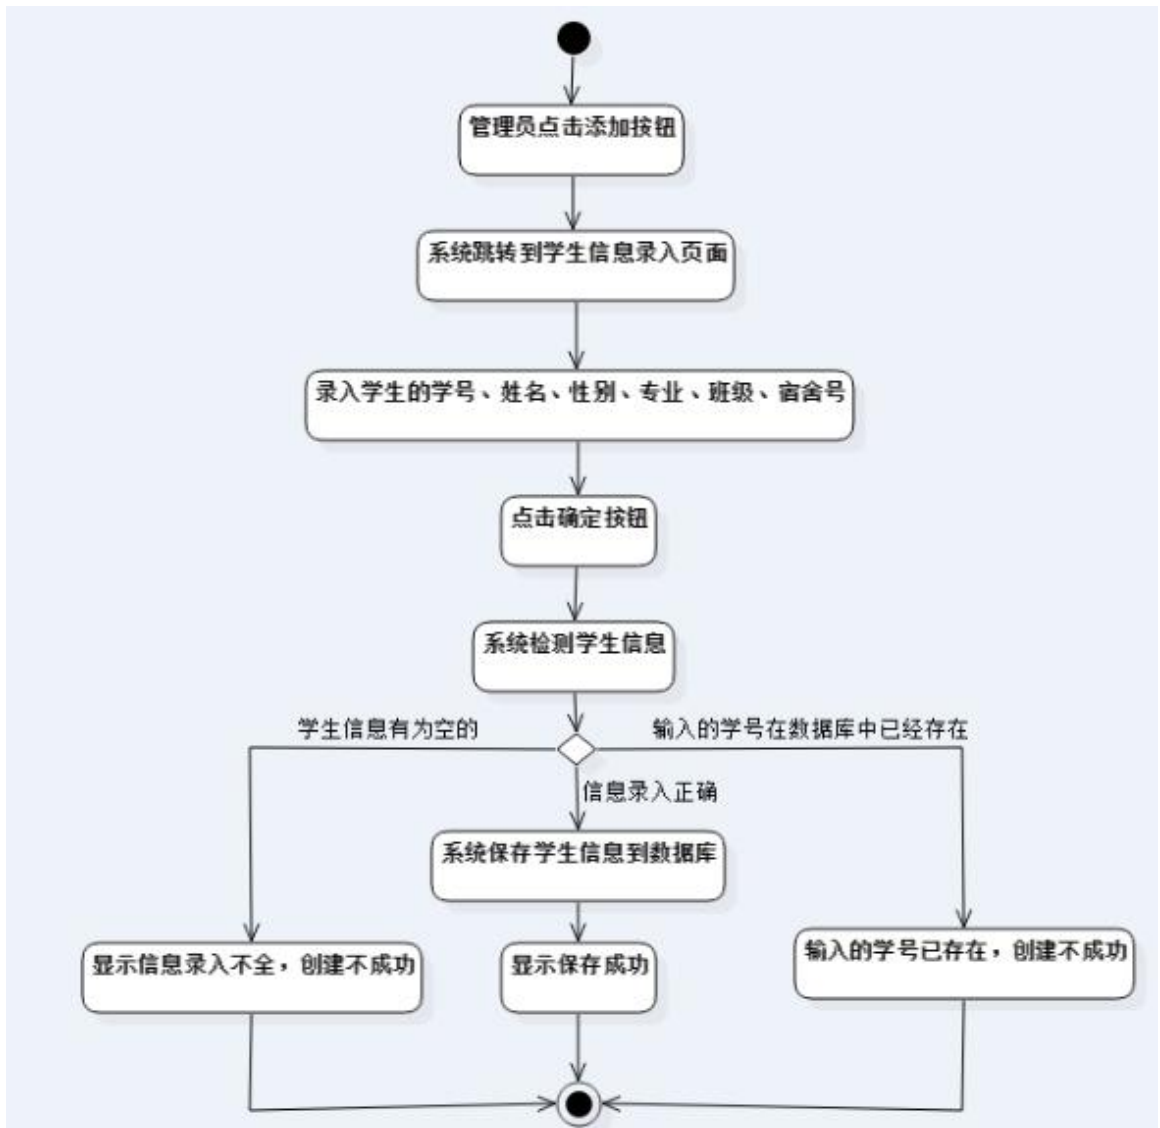 管理员点击添加按钮
系统跳转到学生信息录入页面
录入学生的学号、姓名、性别、专业、班级、宿舍号
点击确定按钮
系统检测学生信息
学生信息有为空的
输入的学号在数据库中已经存在
信息录入正确
系统保存学生信息到数据库
显示信息录入不全，创建不成功
显示保存成功
输入的学号已存在，创建不成功